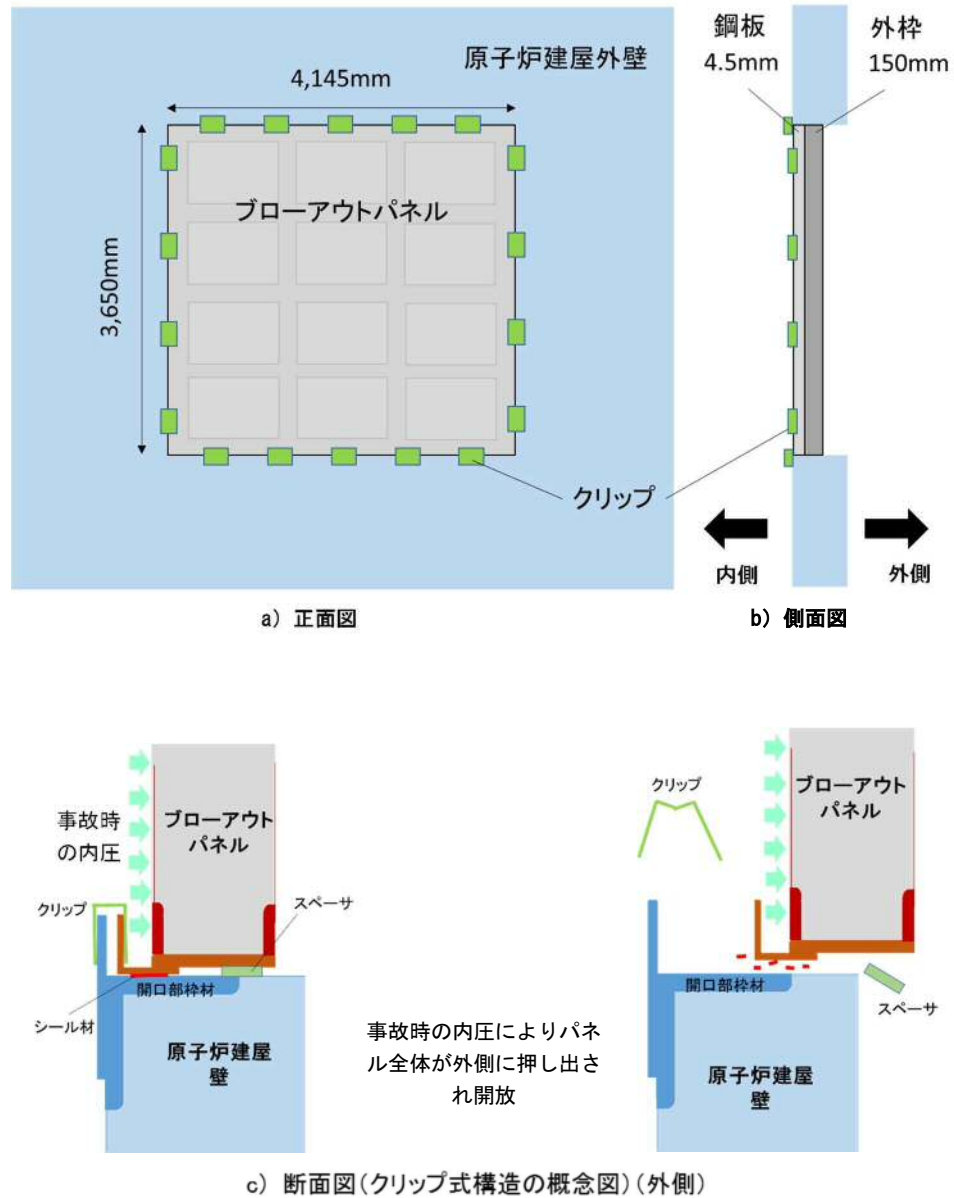 原子炉建屋外壁
4,145mm
ブローアウトパネル
3,650mm
クリップ
a) 正面図
鋼板
4.5mm
外枠
150mm
内側
外側
b) 側面図
事故時
の内圧
ブローアウト
パネル
クリップ
スペーサ
開口部枠材
シール材
原子炉建屋
壁
事故時の内圧によりパネ
ル全体が外側に押し出さ
れ開放
クリップ
ブローアウト
パネル
開口部枠材
スペーサ
原子炉建屋
壁
c) 断面図(クリップ式構造の概念図)(外側)